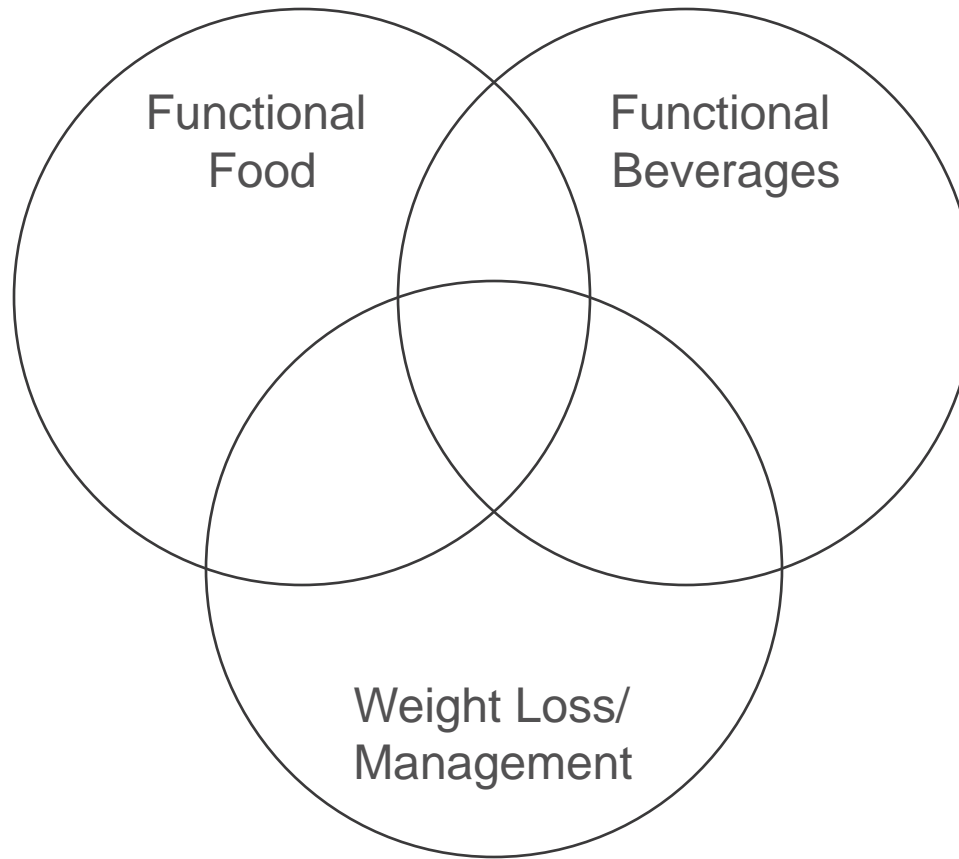 Functional
Food
Functional
Beverages
Weight Loss/
Management